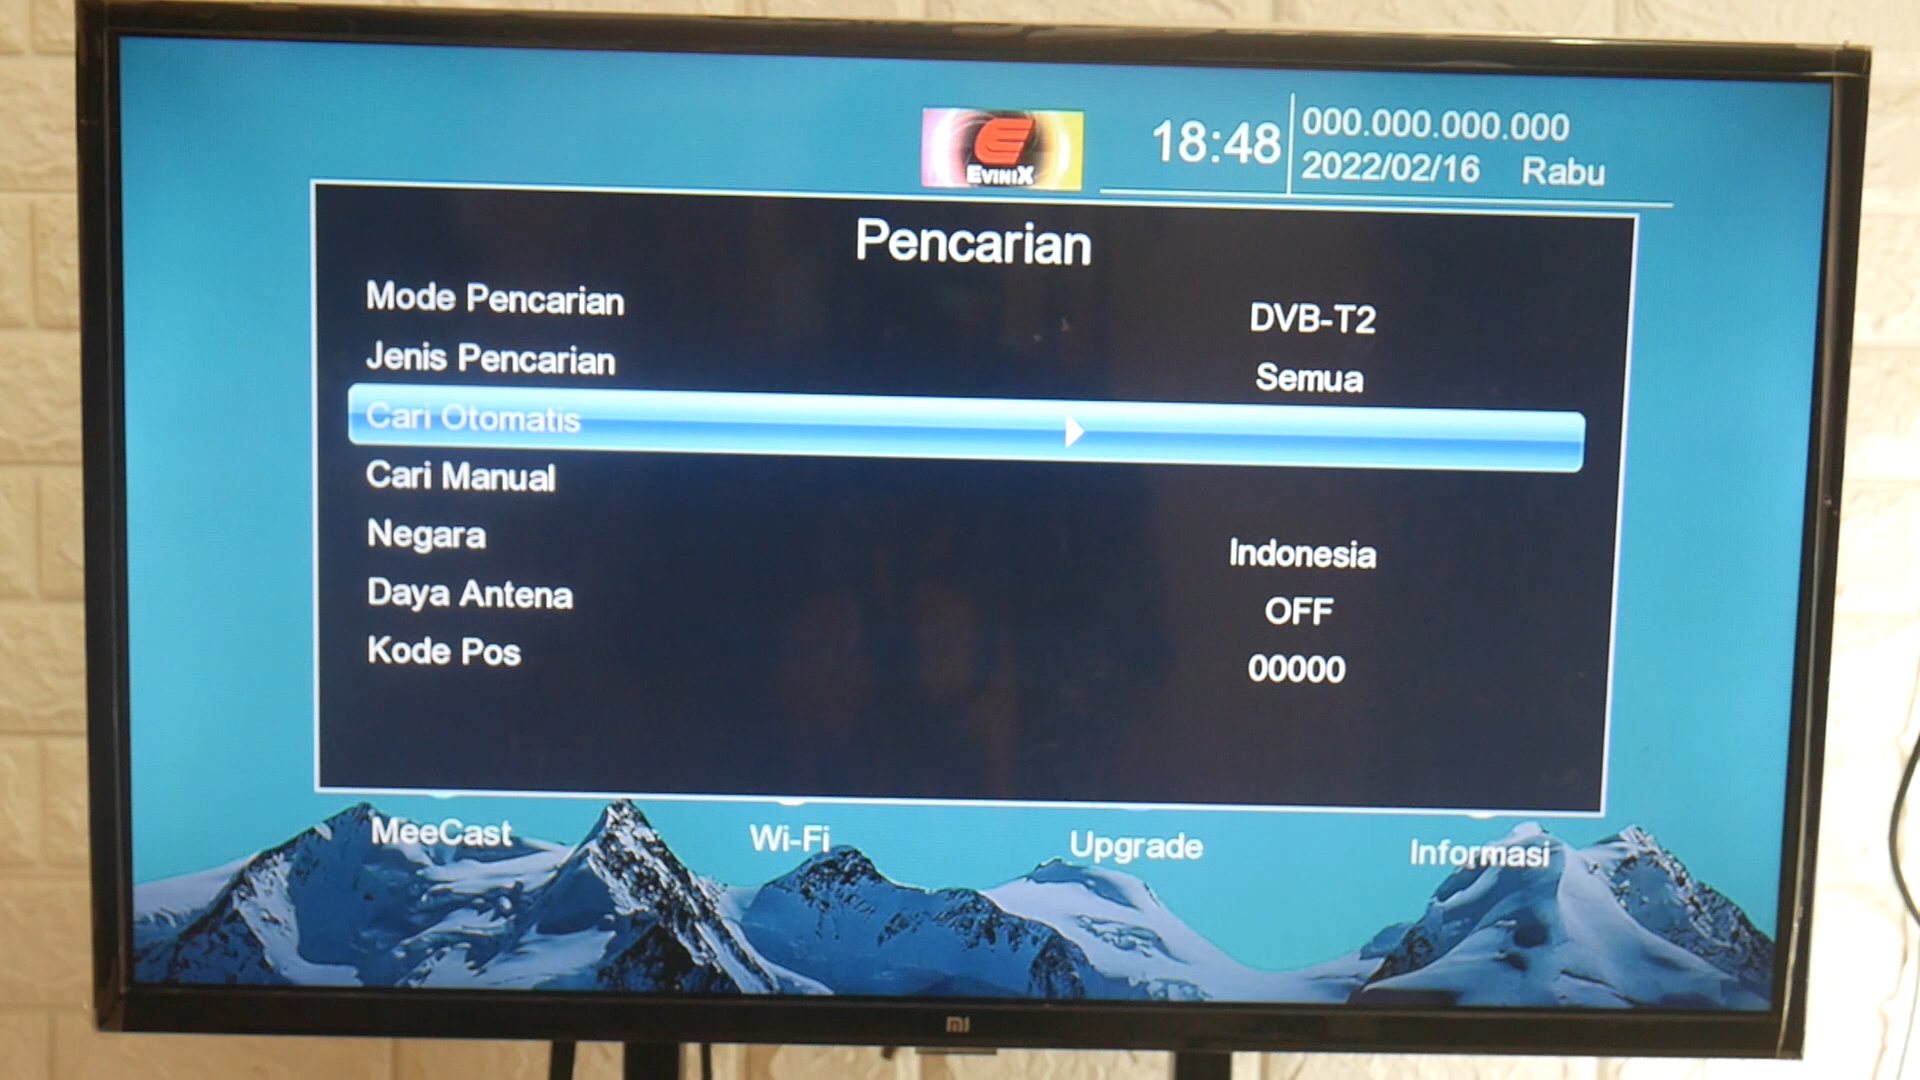 EVINIX
18:48
000.000.000.000
2022/02/16 Rabu
Pencarian
Mode Pencarian DVB-T2
Jenis Pencarian Semua
Cari Otomatis
Cari Manual
Negara Indonesia
Daya Antena OFF
Kode Pos 00000
MeeCast Wi-Fi Upgrade Informasi
mi